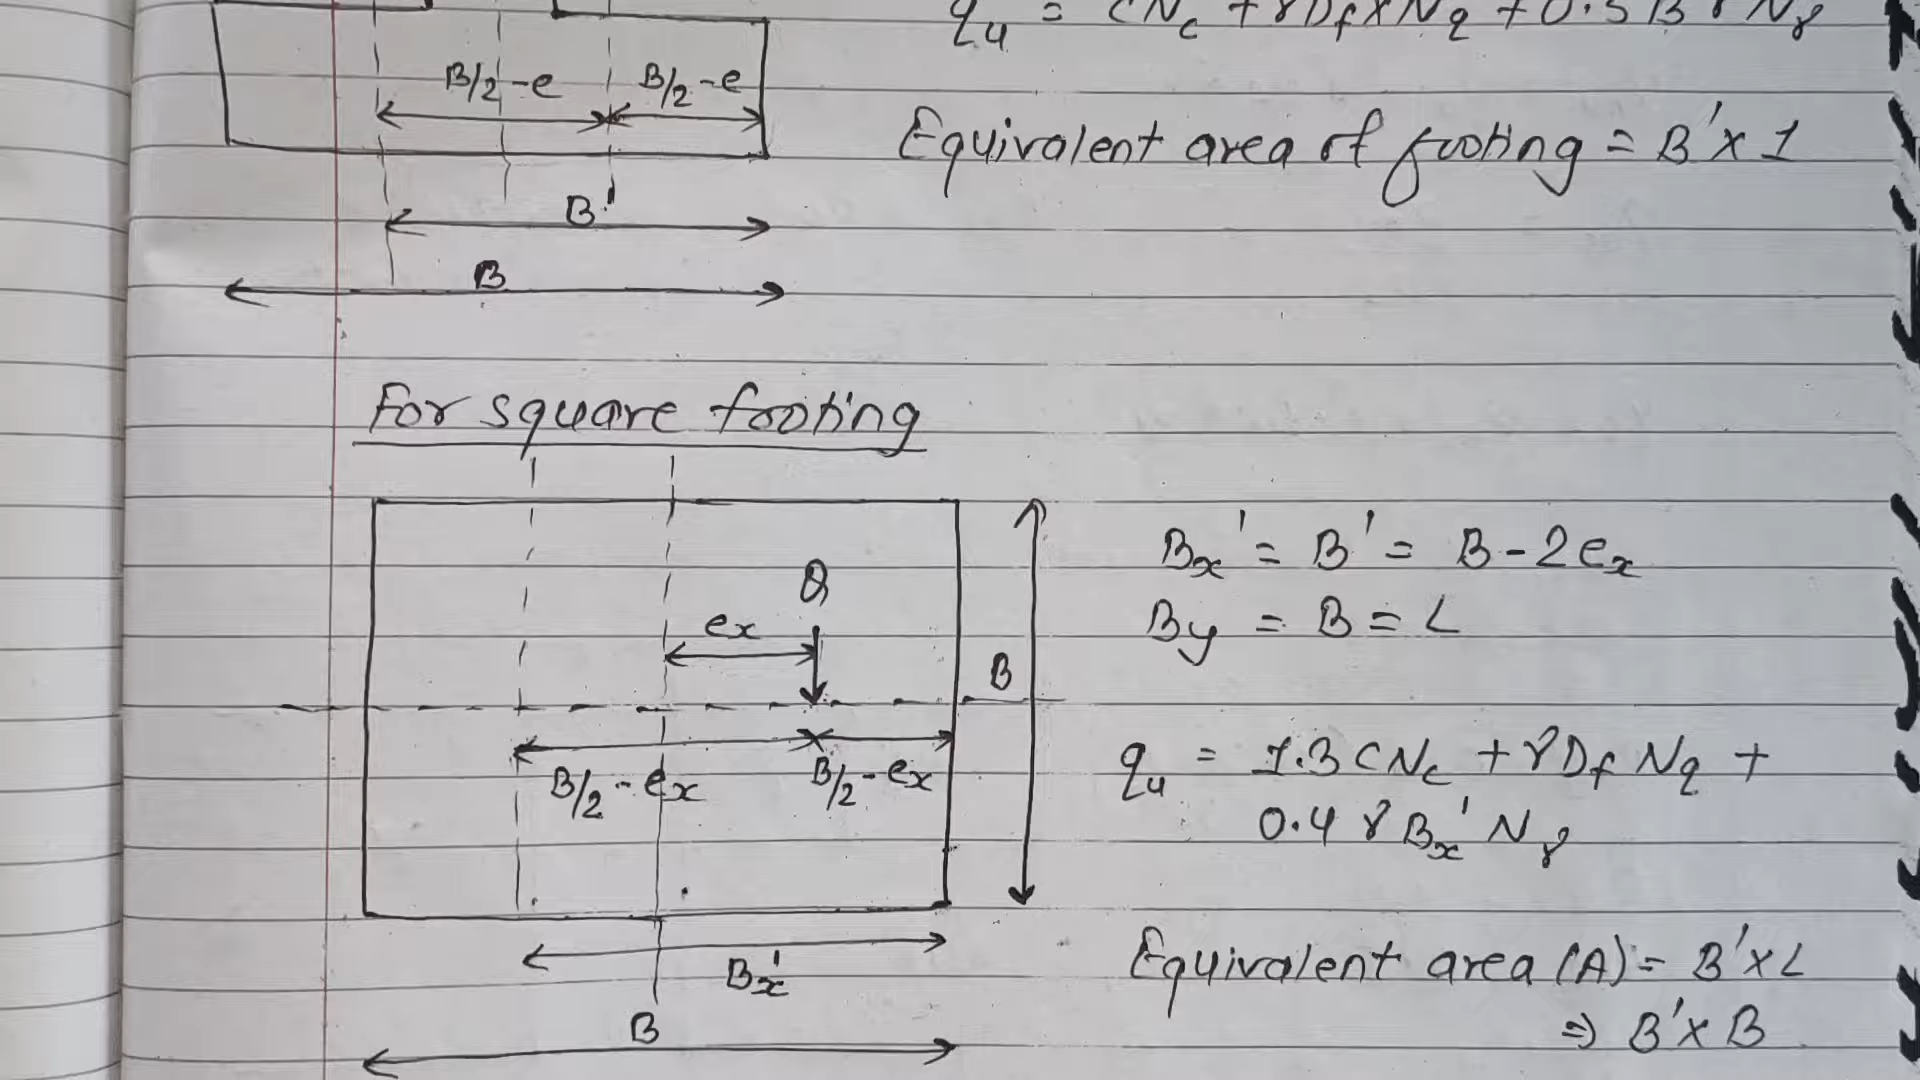 qu = CNc + γDf x Nq + 0.5 B'γ Nγ
B/2 - e B/2 - e
Equivalent area of footing = B' x 1
B'
B
For square footing
Q
ex
B
B/2 - ex B/2 - ex
Bx'
B
Bx' = B' = B - 2ex
By = B = L
qu = 1.3 CNc + γDf Nq +
0.4 γ Bx' Nγ
Equivalent area (A) = B' x L
⇒ B' x B